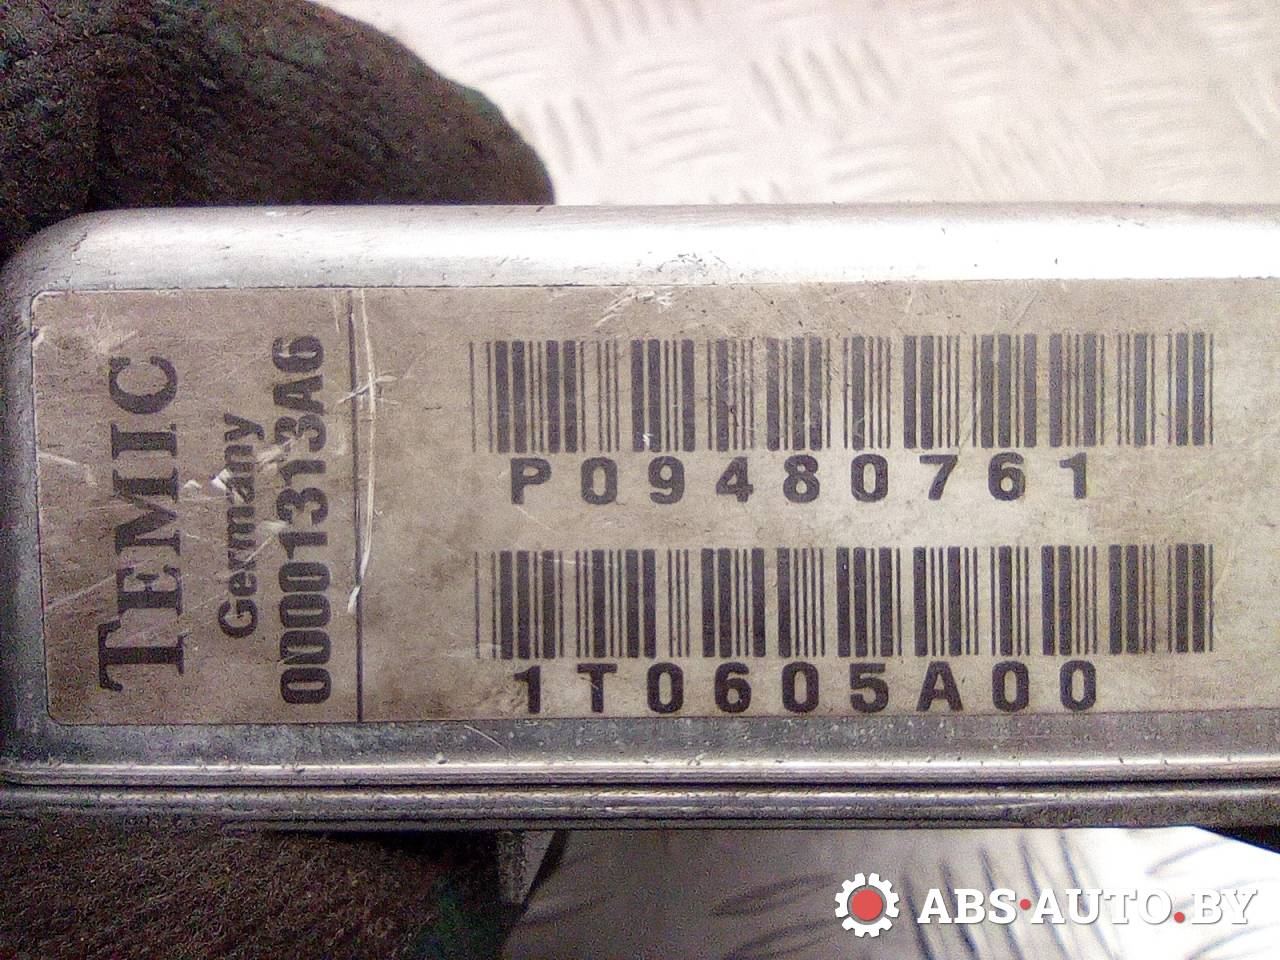 TEMIC
Germany
00001313A6
P09480761
1T0605A00
ABS·AUTO.BY